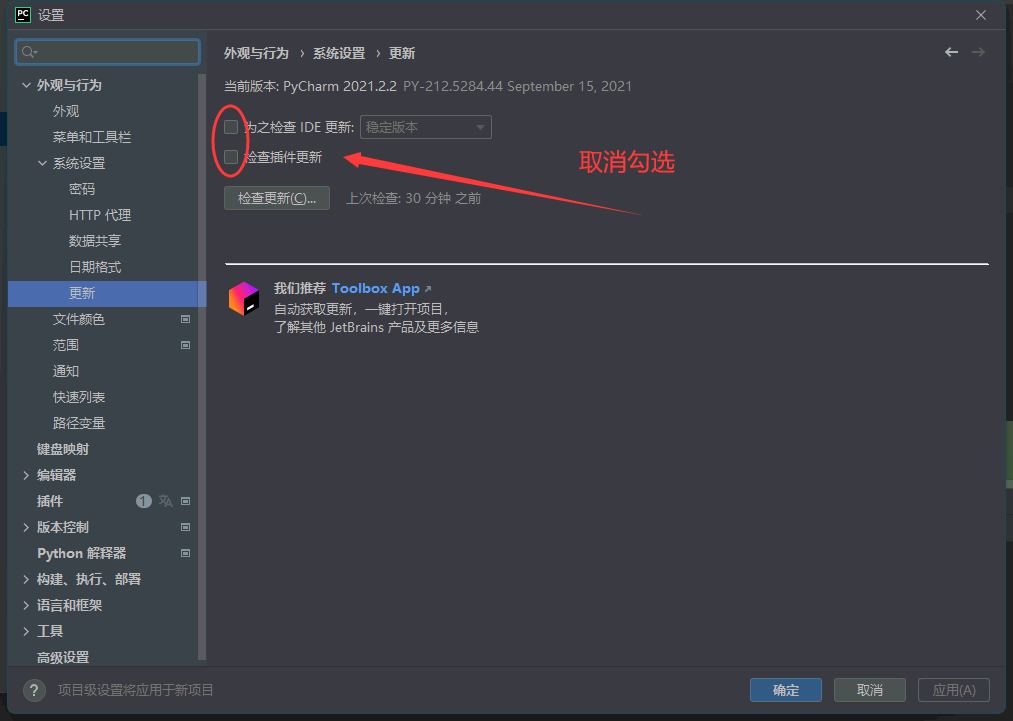 PC 设置
外观与行为
外观
菜单和工具栏
系统设置
密码
HTTP 代理
数据共享
日期格式
更新
文件颜色
范围
通知
快速列表
路径变量
键盘映射
编辑器
插件 1
版本控制
Python 解释器
构建、执行、部署
语言和框架
工具
高级设置
外观与行为 › 系统设置 › 更新
当前版本: PyCharm 2021.2.2 PY-212.5284.44 September 15, 2021
为之检查 IDE 更新: 稳定版本
检查插件更新
取消勾选
检查更新(C)... 上次检查: 30 分钟 之前
我们推荐 Toolbox App ↗
自动获取更新，一键打开项目，
了解其他 JetBrains 产品及更多信息
? 项目级设置将应用于新项目
确定 取消 应用(A)